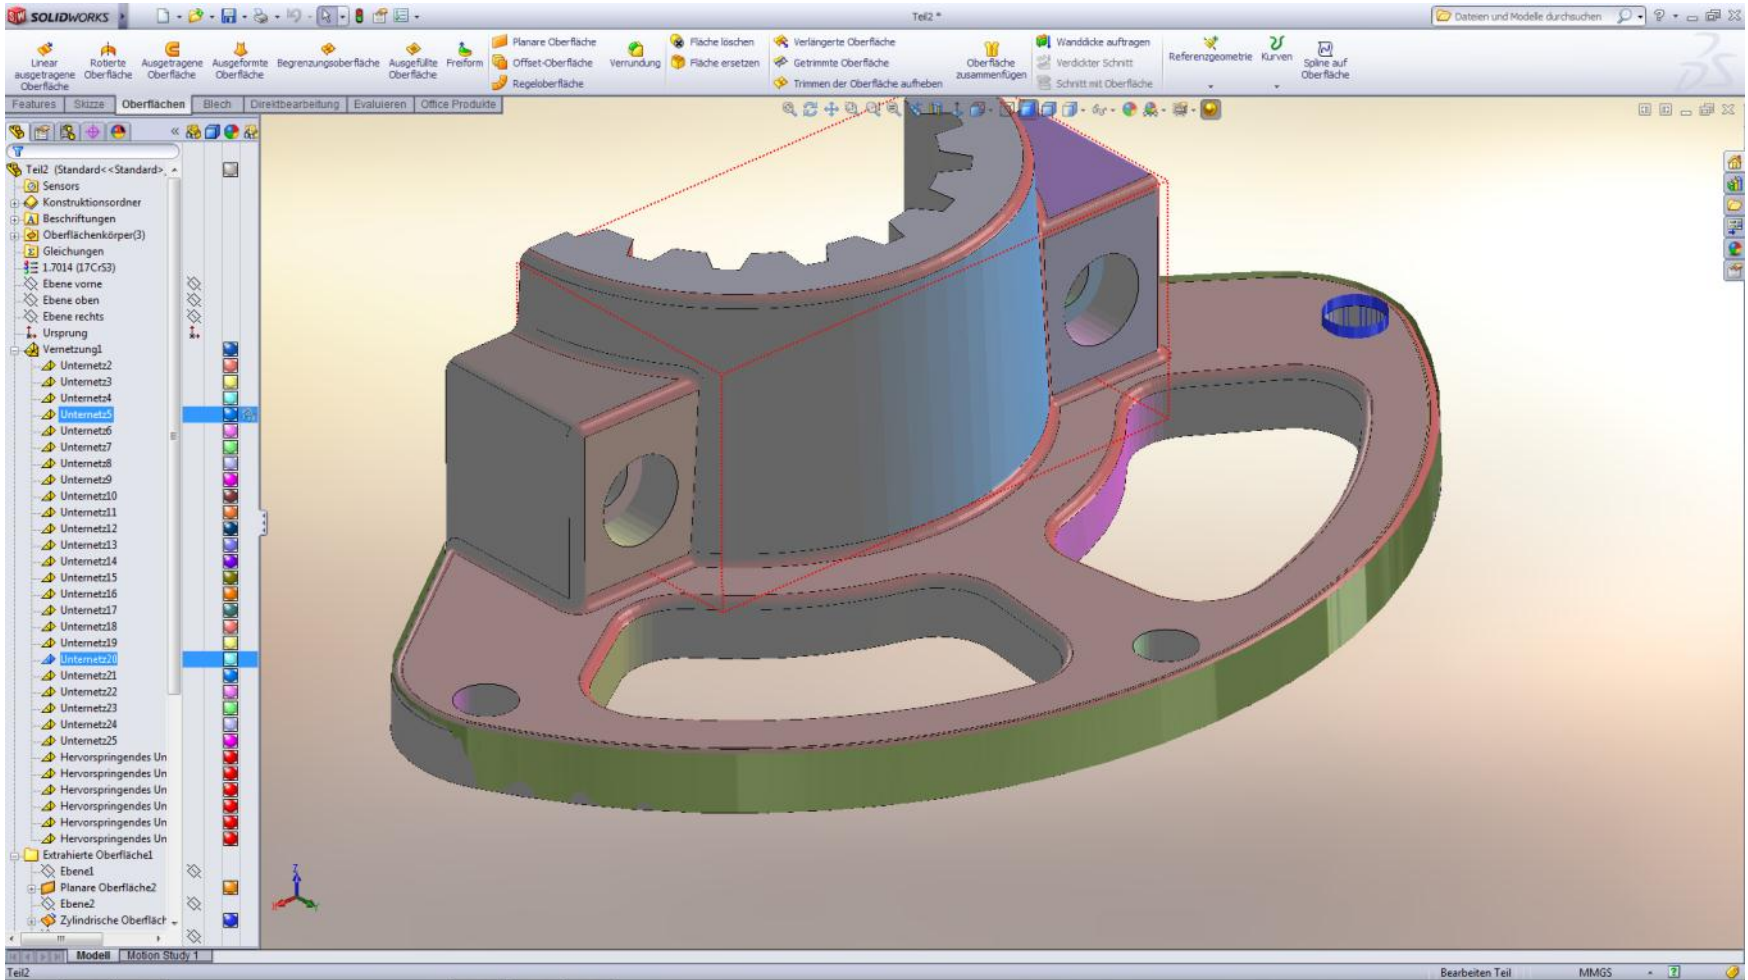 SOLIDWORKS
Teil2 *
Dateien und Modelle durchsuchen
Linear ausgetragene Oberfläche
Rotierte Oberfläche
Ausgetragene Oberfläche
Ausgeformte Oberfläche
Begrenzungsoberfläche
Ausgefüllte Oberfläche
Freiform
Planare Oberfläche
Offset-Oberfläche
Regeloberfläche
Verrundung
Fläche löschen
Fläche ersetzen
Verlängerte Oberfläche
Getrimmte Oberfläche
Trimmen der Oberfläche aufheben
Oberfläche zusammenfügen
Wanddicke auftragen
Verdickter Schnitt
Schnitt mit Oberfläche
Referenzgeometrie
Kurven
Spline auf Oberfläche
Features
Skizze
Oberflächen
Blech
Direktbearbeitung
Evaluieren
Office Produkte
Teil2 (Standard<<Standard>_
Sensors
Konstruktionsordner
Beschriftungen
Oberflächenkörper(3)
Gleichungen
1.7014 (17CrS3)
Ebene vorne
Ebene oben
Ebene rechts
Ursprung
Vernetzung1
Unternetz2
Unternetz3
Unternetz4
Unternetz5
Unternetz6
Unternetz7
Unternetz8
Unternetz9
Unternetz10
Unternetz11
Unternetz12
Unternetz13
Unternetz14
Unternetz15
Unternetz16
Unternetz17
Unternetz18
Unternetz19
Unternetz20
Unternetz21
Unternetz22
Unternetz23
Unternetz24
Unternetz25
Hervorspringendes Un
Hervorspringendes Un
Hervorspringendes Un
Hervorspringendes Un
Hervorspringendes Un
Hervorspringendes Un
Extrahierte Oberfläche1
Ebene1
Planare Oberfläche2
Ebene2
Zylindrische Oberfläch
Z
Modell
Motion Study 1
Teil2
Bearbeiten Teil
MMGS